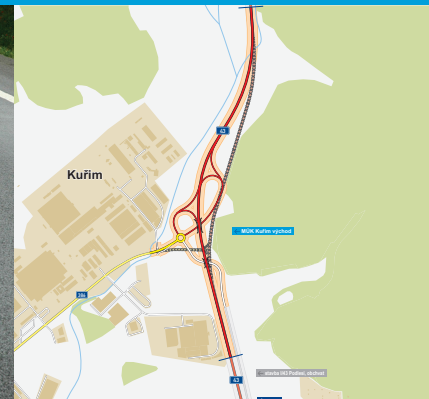 43
Kuřim
MÚK Kuřim východ
386
43
stavba I/43 Podlesí, obchvat